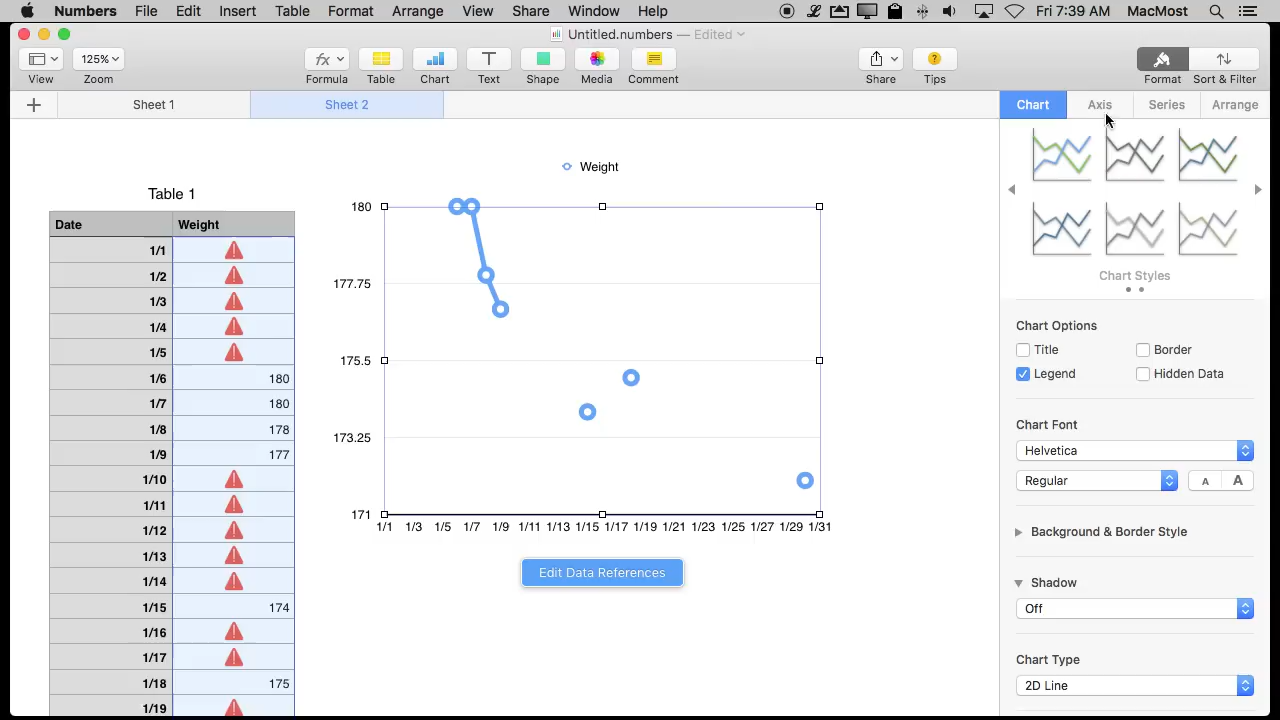 Numbers File Edit Insert Table Format Arrange View Share Window Help Fri 7:39 AM MacMost
Untitled.numbers — Edited
125%
View Zoom Formula Table Chart Text Shape Media Comment Share Tips Format Sort & Filter
Sheet 1 Sheet 2 Chart Axis Series Arrange
Table 1
Date Weight
1/1
1/2
1/3
1/4
1/5
1/6 180
1/7 180
1/8 178
1/9 177
1/10
1/11
1/12
1/13
1/14
1/15 174
1/16
1/17
1/18 175
1/19
Weight
180
177.75
175.5
173.25
171
1/1 1/3 1/5 1/7 1/9 1/11 1/13 1/15 1/17 1/19 1/21 1/23 1/25 1/27 1/29 1/31
Edit Data References
Chart Styles
Chart Options
Title Border
Legend Hidden Data
Chart Font
Helvetica
Regular A A
Background & Border Style
Shadow
Off
Chart Type
2D Line